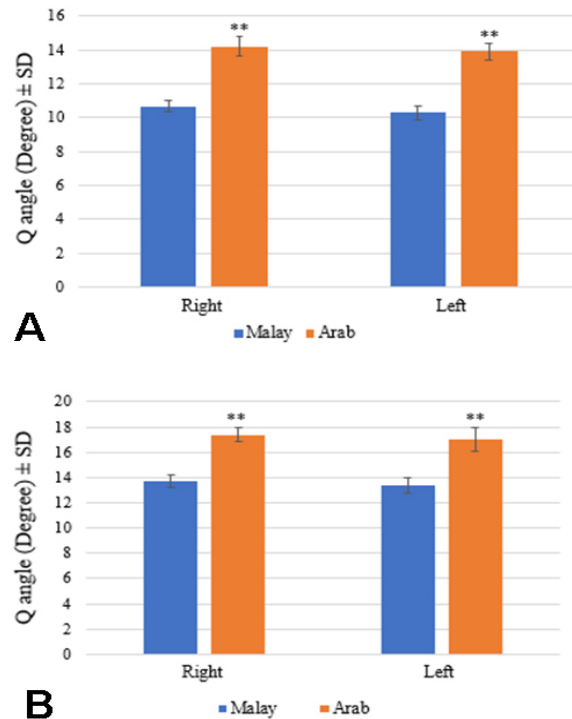 16
14
12
10
8
6
4
2
0
Q angle (Degree) ± SD
**
**
Right
Left
Malay
Arab
A
20
18
16
14
12
10
8
6
4
2
0
Q angle (Degree) ± SD
**
**
Right
Left
Malay
Arab
B